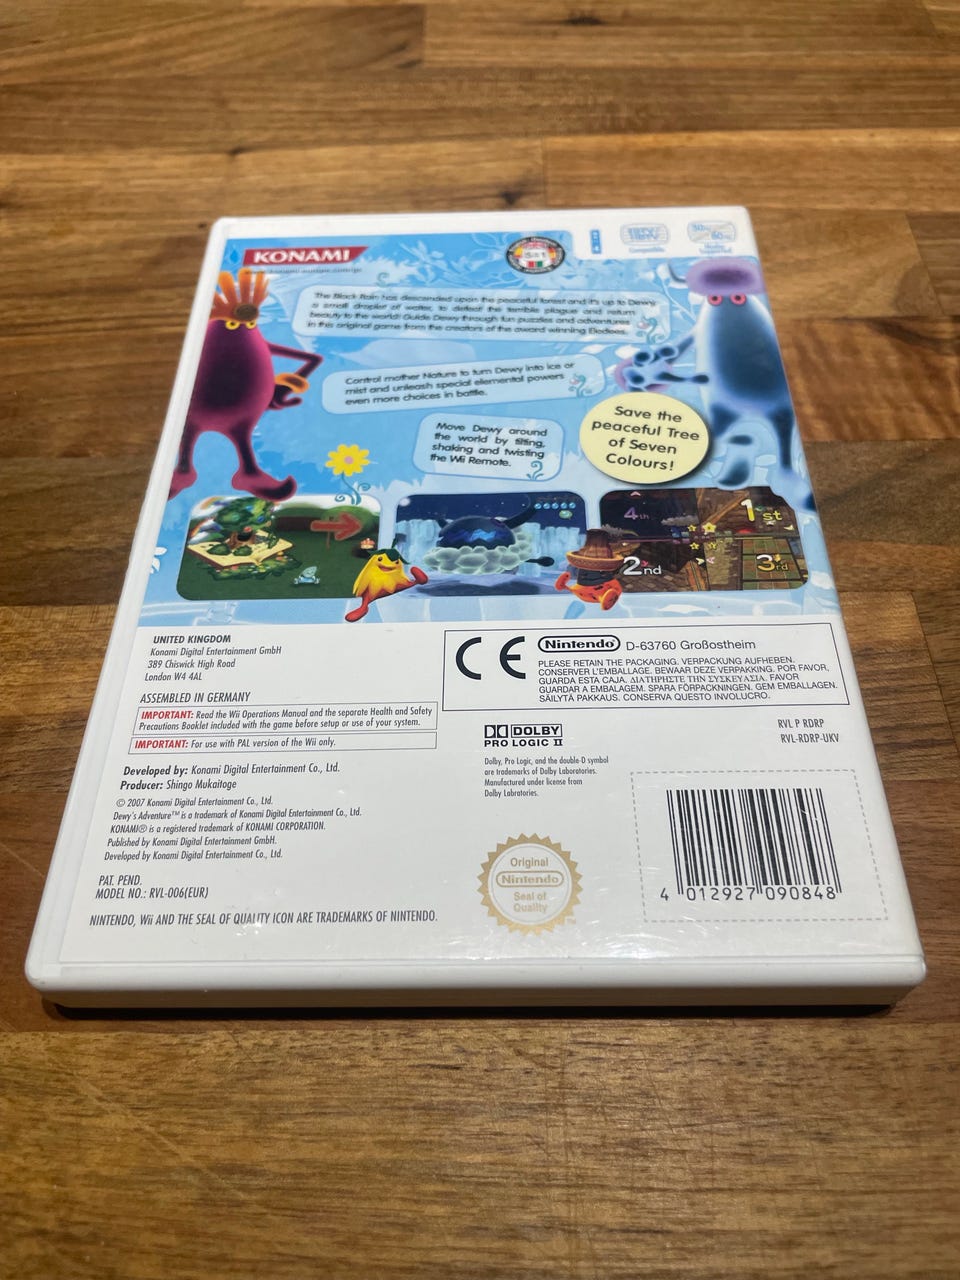 KONAMI
5in1
The Black Rain has descended upon the peaceful forest and it's up to Dewy,
a small droplet of water, to defeat the terrible plague and return
beauty to the world! Guide Dewy through fun puzzles and adventures
in this original game from the creators of the award winning Elebees.
Control mother Nature to turn Dewy into ice or
mist and unleash special elemental powers
even more choices in battle.
Move Dewy around
the world by tilting,
shaking and twisting
the Wii Remote.
Save the
peaceful Tree
of Seven
Colours!
4th
1st
2nd
3rd
UNITED KINGDOM
Konami Digital Entertainment GmbH
389 Chiswick High Road
London W4 4AL
ASSEMBLED IN GERMANY
IMPORTANT: Read the Wii Operations Manual and the separate Health and Safety
Precautions Booklet included with the game before setup or use of your system.
IMPORTANT: For use with PAL version of the Wii only.
Developed by: Konami Digital Entertainment Co., Ltd.
Producer: Shingo Mukaitoge
© 2007 Konami Digital Entertainment Co., Ltd.
Dewy's Adventure™ is a trademark of Konami Digital Entertainment Co., Ltd.
KONAMI® is a registered trademark of KONAMI CORPORATION.
Published by Konami Digital Entertainment GmbH.
Developed by Konami Digital Entertainment Co., Ltd.
PAT. PEND.
MODEL NO.: RVL-006(EUR)
NINTENDO, Wii AND THE SEAL OF QUALITY ICON ARE TRADEMARKS OF NINTENDO.
CE
Nintendo D-63760 Großostheim
PLEASE RETAIN THE PACKAGING. VERPACKUNG AUFHEBEN.
CONSERVER L'EMBALLAGE. BEWAAR DEZE VERPAKKING. POR FAVOR,
GUARDA ESTA CAJA. ΔΙΑΤΗΡΗΣΤΕ ΤΗΝ ΣΥΣΚΕΥΑΣΙΑ. FAVOR
GUARDAR A EMBALAGEM. SPARA FÖRPACKNINGEN. GEM EMBALLAGEN.
SÄILYTÄ PAKKAUS. CONSERVA QUESTO INVOLUCRO.
DOLBY
PRO LOGIC II
RVL P RDRP
RVL-RDRP-UKV
Dolby, Pro Logic, and the double-D symbol
are trademarks of Dolby Laboratories.
Manufactured under license from
Dolby Labratories.
Original
Nintendo
Seal of
Quality
4 012927 090848